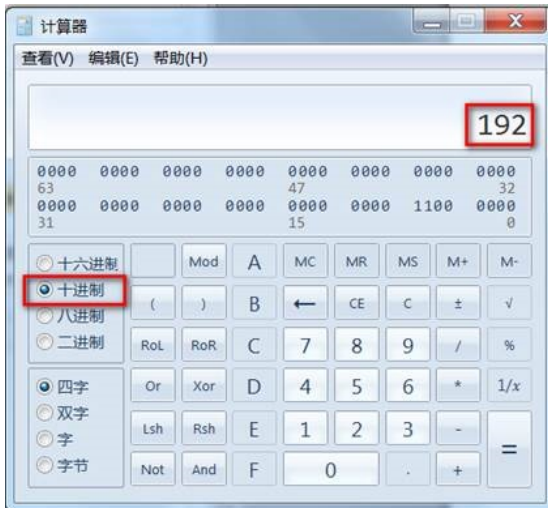 计算器
查看(V) 编辑(E) 帮助(H)
192
0000 0000 0000 0000 0000 0000 0000 0000
63 47 32
0000 0000 0000 0000 0000 0000 1100 0000
31 15 0
十六进制 Mod A MC MR MS M+ M-
十进制 ( ) B ← CE C ± √
八进制
二进制 RoL RoR C 7 8 9 / %
四字 Or Xor D 4 5 6 * 1/x
双字
字 Lsh Rsh E 1 2 3 - =
字节 Not And F 0 . +